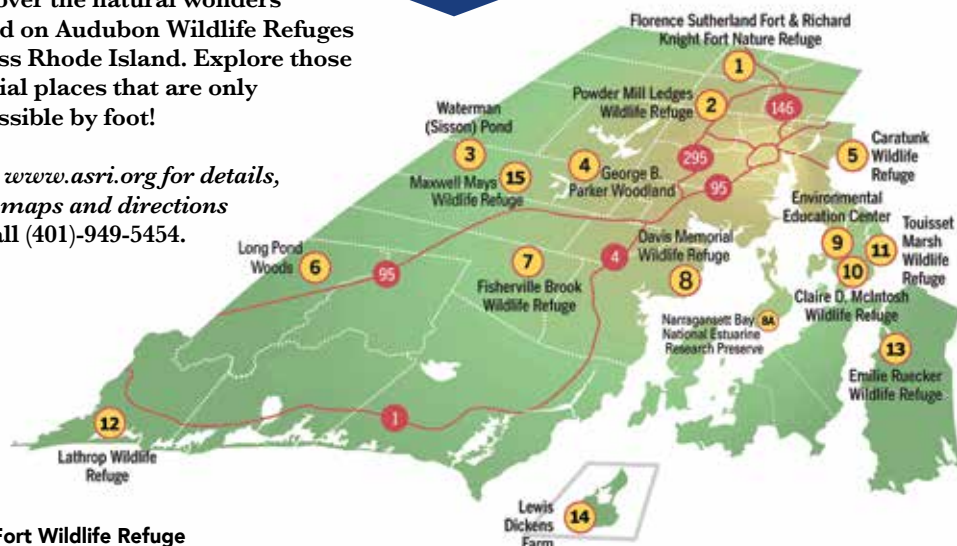 over the natural wonders
d on Audubon Wildlife Refuges
ss Rhode Island. Explore those
ial places that are only
ssible by foot!
www.asri.org for details,
maps and directions
all (401)-949-5454.
Florence Sutherland Fort & Richard
Knight Fort Nature Refuge
1
Powder Mill Ledges
Wildlife Refuge
2
146
Waterman
(Sisson) Pond
3
Maxwell Mays
Wildlife Refuge
15
4
George B.
Parker Woodland
295
95
5
Caratunk
Wildlife
Refuge
Environmental
Education Center
9
Touisset
Marsh
Wildlife
Refuge
11
10
Claire D. McIntosh
Wildlife Refuge
Long Pond
Woods
6
95
7
Fisherville Brook
Wildlife Refuge
4
Davis Memorial
Wildlife Refuge
8
Narragansett Bay
National Estuarine
Research Preserve
8A
13
Emilie Ruecker
Wildlife Refuge
12
Lathrop Wildlife
Refuge
1
Lewis
Dickens
Farm
14
Fort Wildlife Refuge